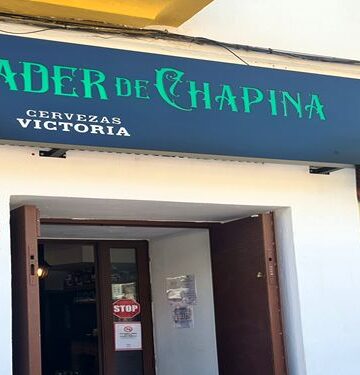 ADER DE CHAPINA
CERVEZAS
VICTORIA
STOP